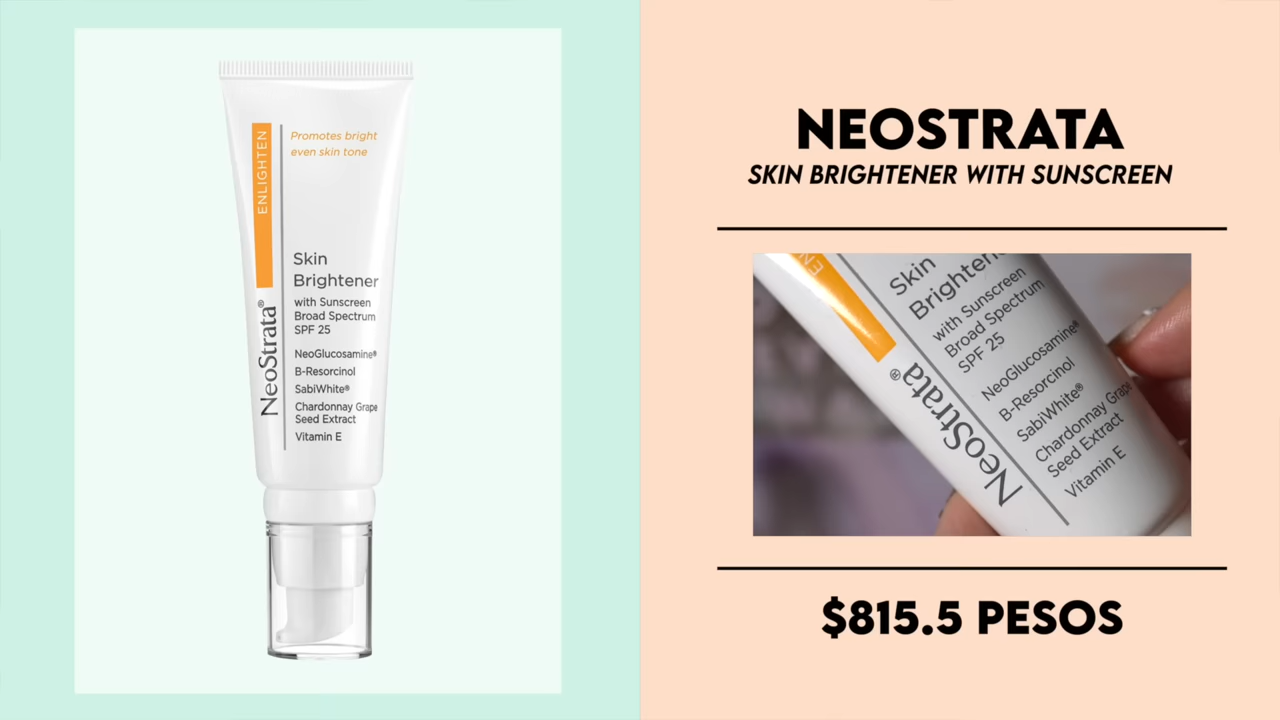 ENLIGHTEN
Promotes bright
even skin tone
Skin
Brightener
with Sunscreen
Broad Spectrum
SPF 25
NeoGlucosamine®
B-Resorcinol
SabiWhite®
Chardonnay Grape
Seed Extract
Vitamin E
NeoStrata®
NEOSTRATA
SKIN BRIGHTENER WITH SUNSCREEN
EN
Skin
Brighten
with Sunscreen
Broad Spectrum
SPF 25
NeoGlucosamine®
B-Resorcinol
SabiWhite®
Chardonnay Grape
Seed Extract
Vitamin E
NeoStrata®
$815.5 PESOS